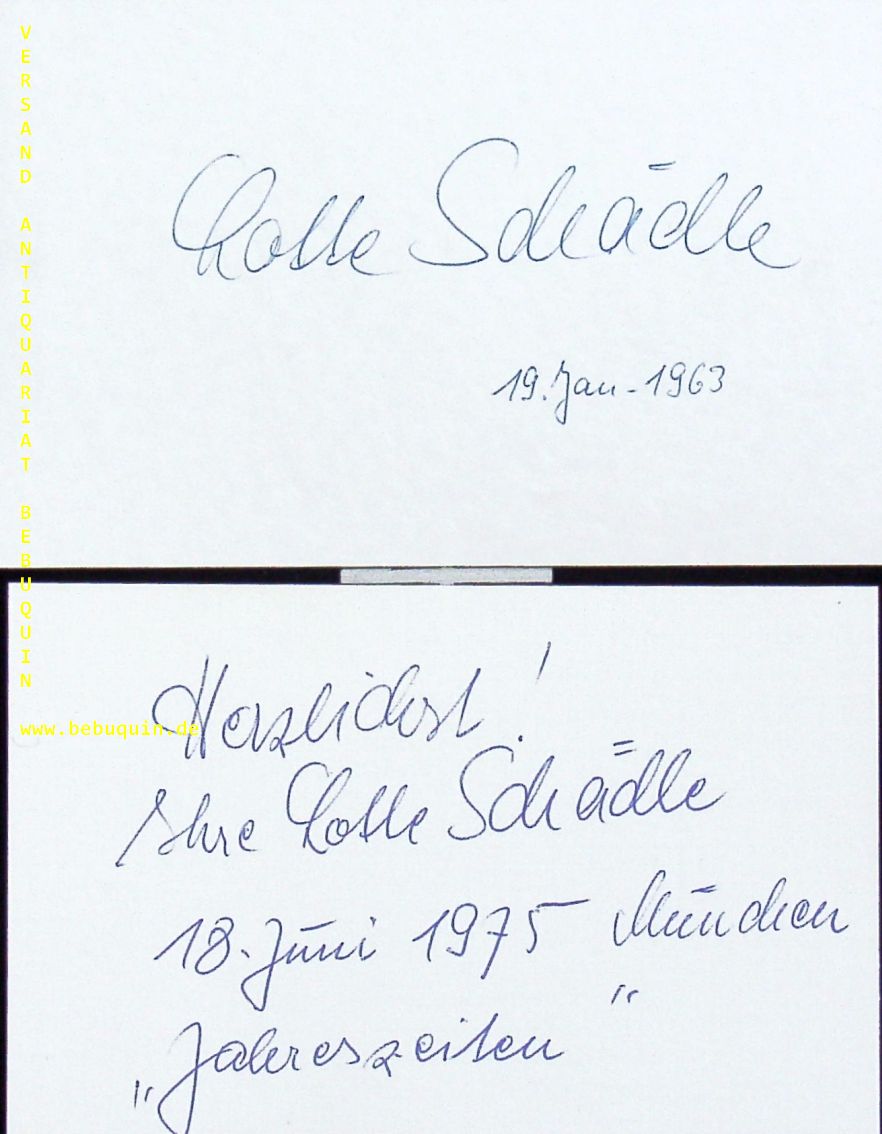 VERSAND ANTIQUARIAT BEBUQUIN
www.bebuquin.de
Lotte Schädle
19. Jan - 1963
Herzlichst!
Ihre Lotte Schädle
18. Juni 1975 München
„Jahreszeiten“